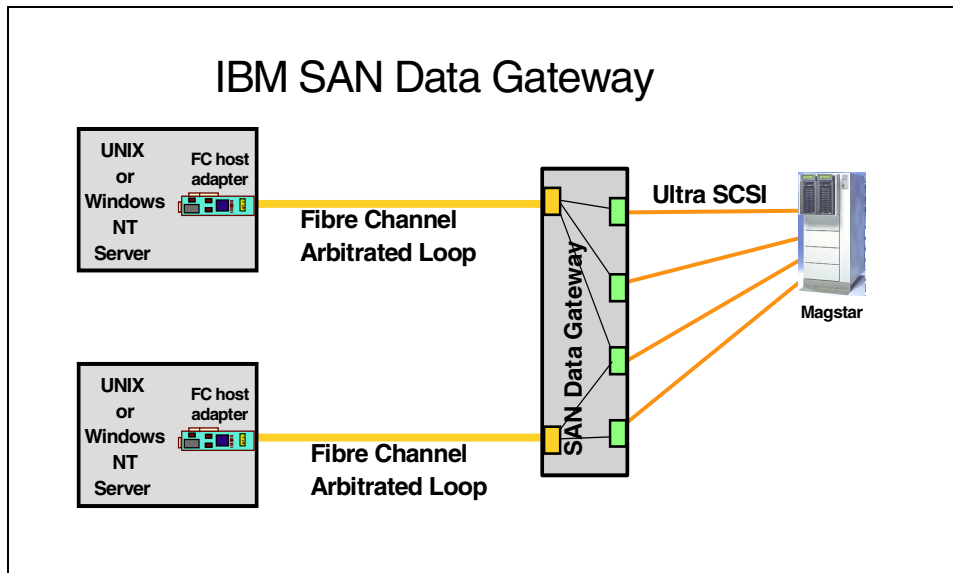 IBM SAN Data Gateway
UNIX
or
Windows
NT
Server
FC host
adapter
Fibre Channel
Arbitrated Loop
SAN Data Gateway
Ultra SCSI
Magstar
UNIX
or
Windows
NT
Server
FC host
adapter
Fibre Channel
Arbitrated Loop